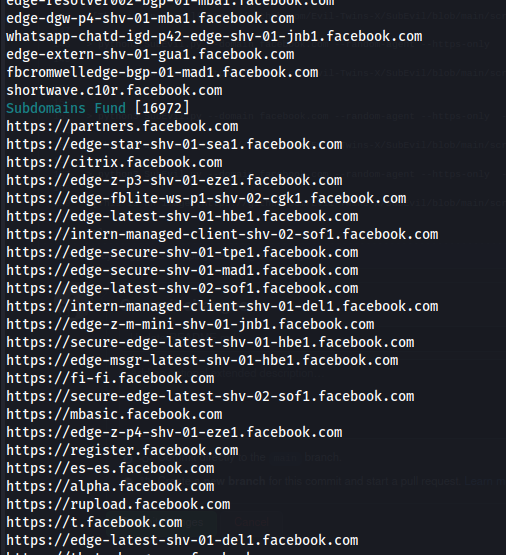 edge-resolver002-bgp-01-mba1.facebook.com
edge-dgw-p4-shv-01-mba1.facebook.com
whatsapp-chatd-igd-p42-edge-shv-01-jnb1.facebook.com
edge-extern-shv-01-gua1.facebook.com
fbcromwelledge-bgp-01-mad1.facebook.com
shortwave.c10r.facebook.com
Subdomains Fund [16972]
https://partners.facebook.com
https://edge-star-shv-01-sea1.facebook.com
https://citrix.facebook.com
https://edge-z-p3-shv-01-eze1.facebook.com
https://edge-fblite-ws-p1-shv-02-cgk1.facebook.com
https://edge-latest-shv-01-hbe1.facebook.com
https://intern-managed-client-shv-02-sof1.facebook.com
https://edge-secure-shv-01-tpe1.facebook.com
https://edge-secure-shv-01-mad1.facebook.com
https://edge-latest-shv-02-sof1.facebook.com
https://intern-managed-client-shv-01-del1.facebook.com
https://edge-z-m-mini-shv-01-jnb1.facebook.com
https://secure-edge-latest-shv-01-hbe1.facebook.com
https://edge-msgr-latest-shv-01-hbe1.facebook.com
https://fi-fi.facebook.com
https://secure-edge-latest-shv-02-sof1.facebook.com
https://mbasic.facebook.com
https://edge-z-p4-shv-01-eze1.facebook.com
https://register.facebook.com
https://es-es.facebook.com
https://alpha.facebook.com
https://rupload.facebook.com
https://t.facebook.com
https://edge-latest-shv-01-del1.facebook.com